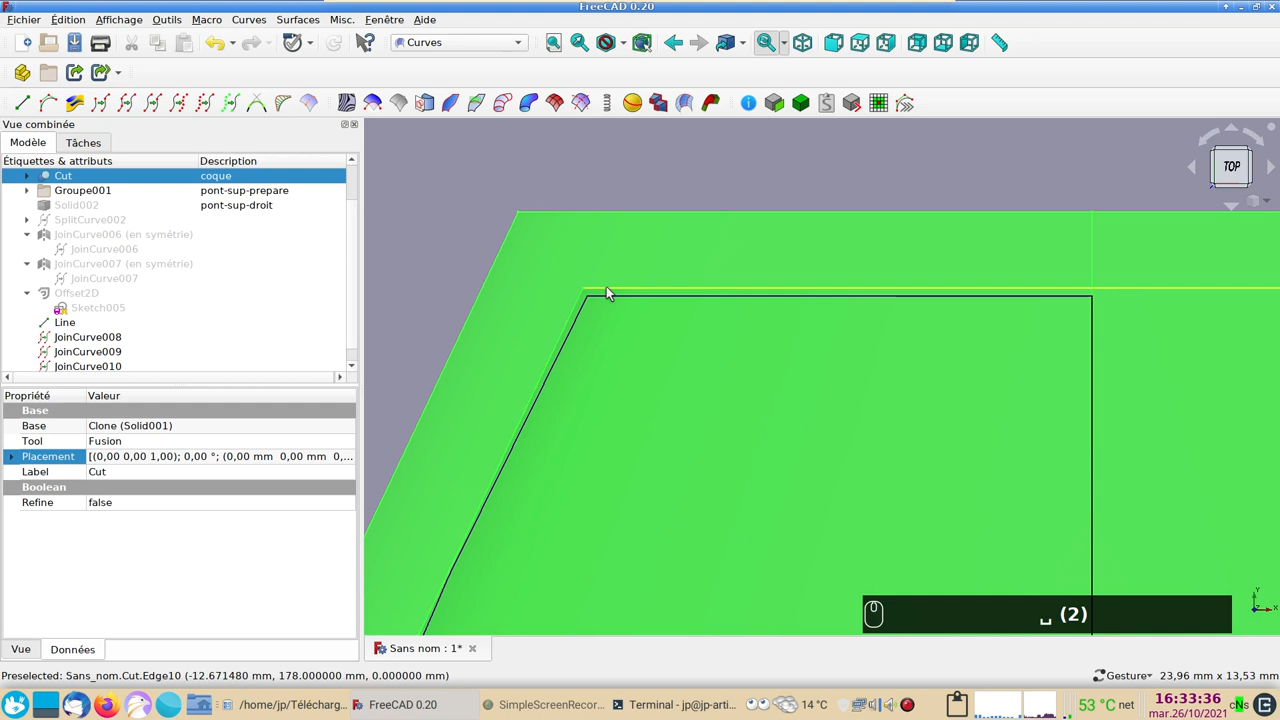 FreeCAD 0.20
Fichier Édition Affichage Outils Macro Curves Surfaces Misc. Fenêtre Aide
Curves
Vue combinée
Modèle Tâches
Étiquettes & attributs Description
Cut coque
Groupe001 pont-sup-prepare
Solid002 pont-sup-droit
SplitCurve002
JoinCurve006 (en symétrie)
JoinCurve006
JoinCurve007 (en symétrie)
JoinCurve007
Offset2D
Sketch005
Line
JoinCurve008
JoinCurve009
JoinCurve010
Propriété Valeur
Base
Base Clone (Solid001)
Tool Fusion
Placement [(0,00 0,00 1,00); 0,00 °; (0,00 mm 0,00 mm 0,...
Label Cut
Boolean
Refine false
TOP
Y
X
␣ (2)
Vue Données
Sans nom : 1*
Preselected: Sans_nom.Cut.Edge10 (-12.671480 mm, 178.000000 mm, 0.000000 mm)
Gesture 23,96 mm x 13,53 mm
/home/jp/Télécharg... FreeCAD 0.20 SimpleScreenRecor... Terminal - jp@jp-arti... 14 °C 53 °C net 16:33:36
mar.26/10/2021
cNs